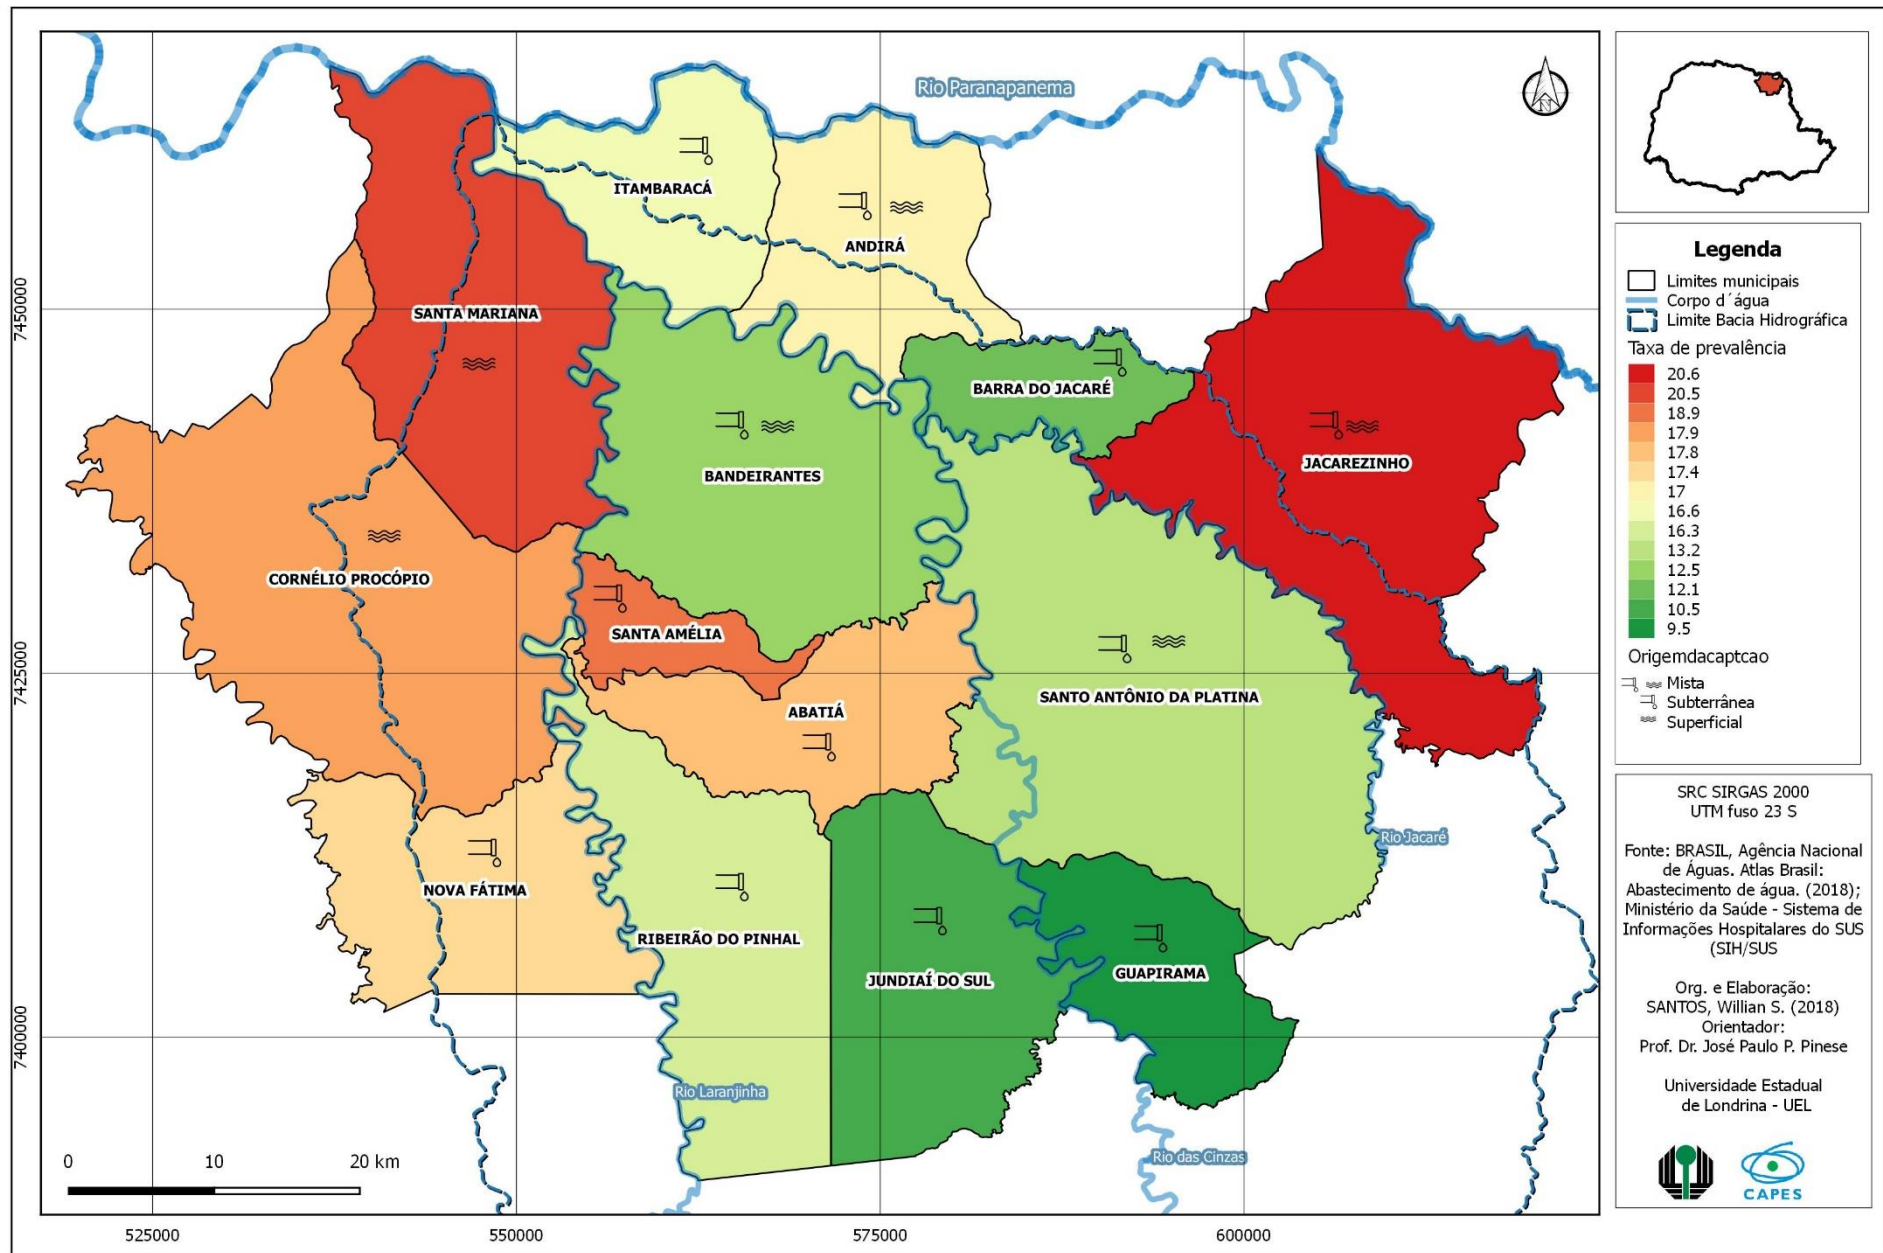 Rio Paranapanema
ITAMBARACÁ
ANDIRÁ
SANTA MARIANA
BARRA DO JACARÉ
JACAREZINHO
BANDEIRANTES
CORNÉLIO PROCÓPIO
SANTA AMÉLIA
SANTO ANTÔNIO DA PLATINA
ABATIÁ
Rio Jacaré
NOVA FÁTIMA
RIBEIRÃO DO PINHAL
JUNDIAÍ DO SUL
GUAPIRAMA
Rio Laranjinha
Rio das Cinzas
N
7450000
7425000
7400000
0 10 20 km
525000 550000 575000 600000
Legenda
Limites municipais
Corpo d´água
Limite Bacia Hidrográfica
Taxa de prevalência
20.6
20.5
18.9
17.9
17.8
17.4
17
16.6
16.3
13.2
12.5
12.1
10.5
9.5
Origemdacaptcao
Mista
Subterrânea
Superficial
SRC SIRGAS 2000
UTM fuso 23 S
Fonte: BRASIL, Agência Nacional
de Águas. Atlas Brasil:
Abastecimento de água. (2018);
Ministério da Saúde - Sistema de
Informações Hospitalares do SUS
(SIH/SUS
Org. e Elaboração:
SANTOS, Willian S. (2018)
Orientador:
Prof. Dr. José Paulo P. Pinese
Universidade Estadual
de Londrina - UEL
CAPES